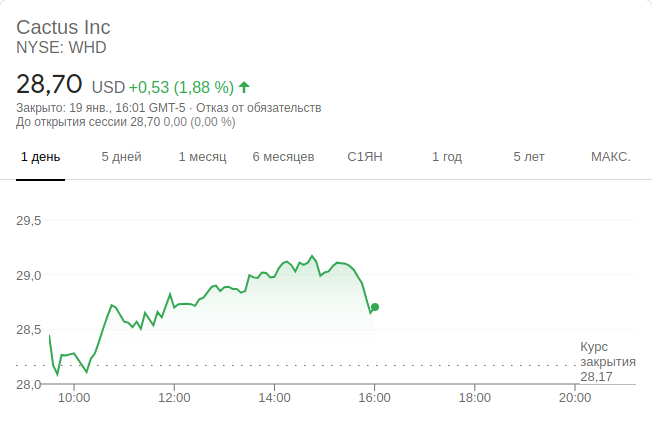 Cactus Inc
NYSE: WHD
28,70 USD +0,53 (1,88 %)
Закрыто: 19 янв., 16:01 GMT-5 · Отказ от обязательств
До открытия сессии 28,70 0,00 (0,00 %)
1 день 5 дней 1 месяц 6 месяцев С1ЯН 1 год 5 лет МАКС.
29,5
29,0
28,5
28,0
Курс
закрытия
28,17
10:00 12:00 14:00 16:00 18:00 20:00